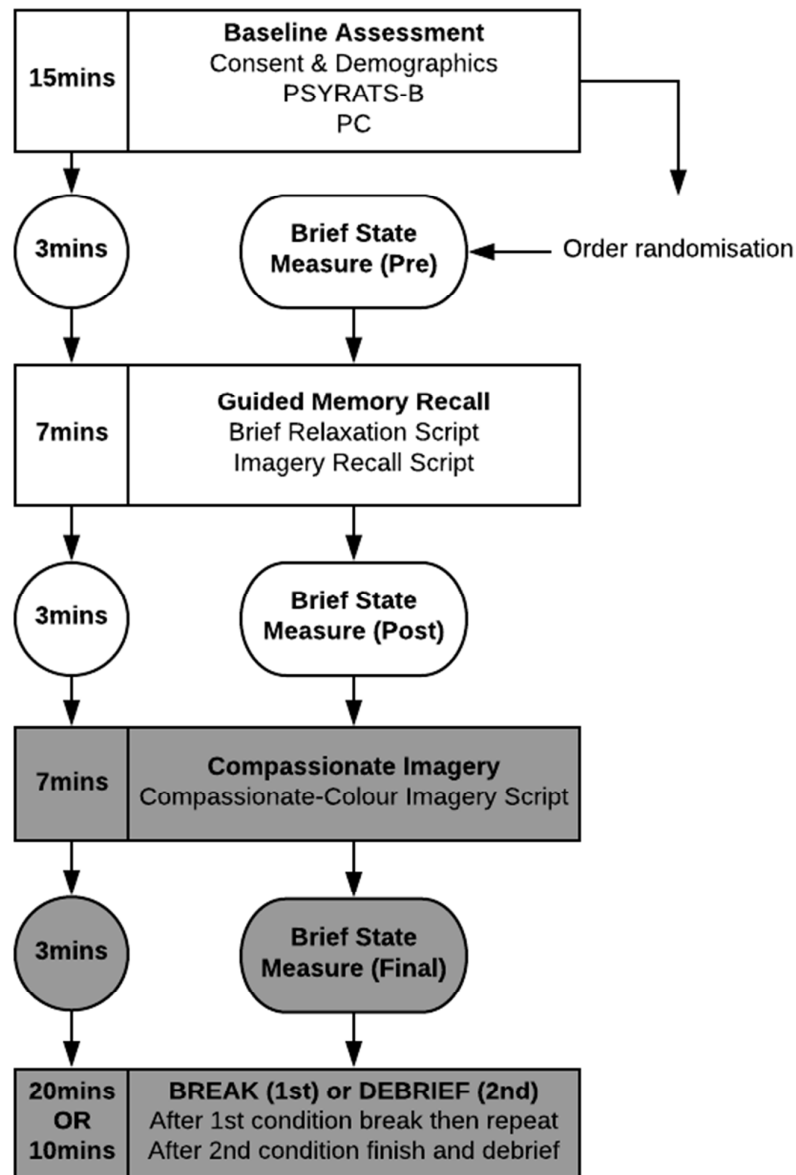 15mins
Baseline Assessment
Consent & Demographics
PSYRATS-B
PC
3mins
Brief State
Measure (Pre)
Order randomisation
7mins
Guided Memory Recall
Brief Relaxation Script
Imagery Recall Script
3mins
Brief State
Measure (Post)
7mins
Compassionate Imagery
Compassionate-Colour Imagery Script
3mins
Brief State
Measure (Final)
20mins
OR
10mins
BREAK (1st) or DEBRIEF (2nd)
After 1st condition break then repeat
After 2nd condition finish and debrief